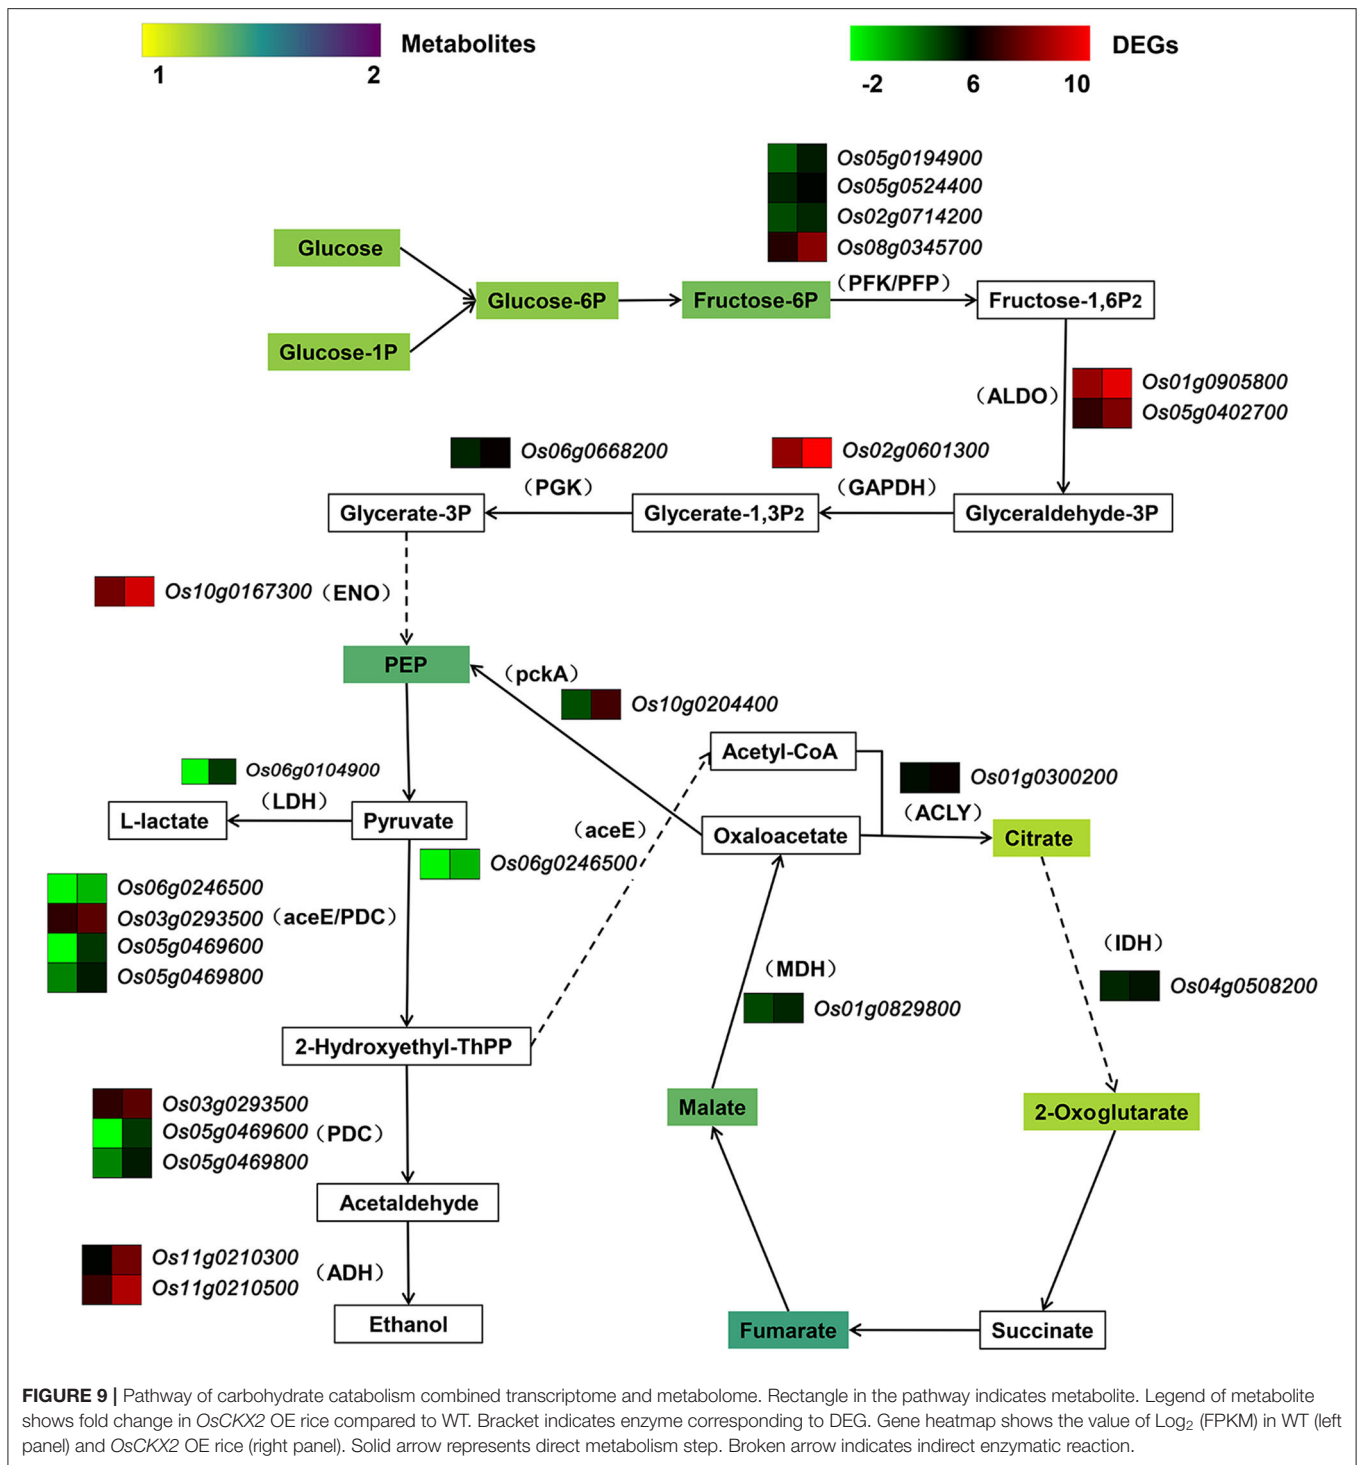 Metabolites
1 2
DEGs
-2 6 10
Os05g0194900
Os05g0524400
Os02g0714200
Os08g0345700
(PFK/PFP)
Glucose
Glucose-6P
Fructose-6P
Fructose-1,6P2
Glucose-1P
(ALDO)
Os01g0905800
Os05g0402700
Os06g0668200
(PGK)
Os02g0601300
(GAPDH)
Glycerate-3P
Glycerate-1,3P2
Glyceraldehyde-3P
Os10g0167300 (ENO)
PEP
(pckA)
Os10g0204400
Acetyl-CoA
Os01g0300200
(ACLY)
Os06g0104900
(LDH)
L-lactate
Pyruvate
(aceE)
Oxaloacetate
Citrate
Os06g0246500
Os06g0246500
Os03g0293500 (aceE/PDC)
Os05g0469600
Os05g0469800
(IDH)
Os04g0508200
(MDH)
Os01g0829800
2-Hydroxyethyl-ThPP
Malate
2-Oxoglutarate
Os03g0293500
Os05g0469600 (PDC)
Os05g0469800
Acetaldehyde
Os11g0210300
(ADH)
Os11g0210500
Ethanol
Fumarate
Succinate
FIGURE 9 | Pathway of carbohydrate catabolism combined transcriptome and metabolome. Rectangle in the pathway indicates metabolite. Legend of metabolite
shows fold change in OsCKX2 OE rice compared to WT. Bracket indicates enzyme corresponding to DEG. Gene heatmap shows the value of Log2 (FPKM) in WT (left
panel) and OsCKX2 OE rice (right panel). Solid arrow represents direct metabolism step. Broken arrow indicates indirect enzymatic reaction.